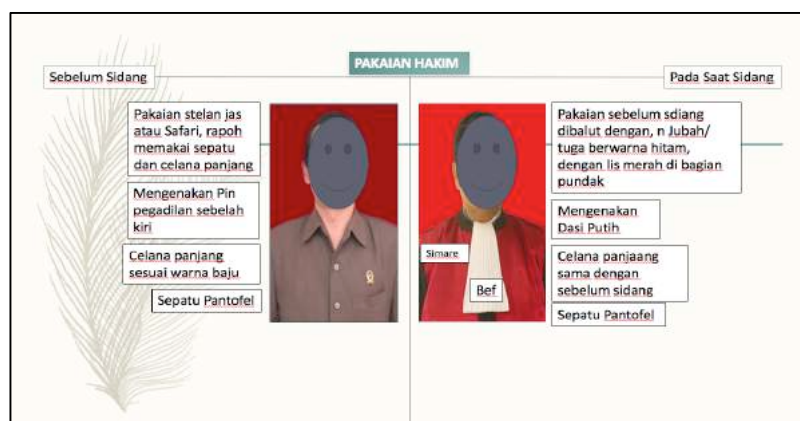 PAKAIAN HAKIM
Sebelum Sidang
Pakaian stelan jas
atau Safari, rapoh
memakai sepatu
dan celana panjang
Mengenakan Pin
pegadilan sebelah
kiri
Celana panjang
sesuai warna baju
Sepatu Pantofel
Pada Saat Sidang
Pakaian sebelum sdiang
dibalut dengan, n Jubah/
tuga berwarna hitam,
dengan lis merah di bagian
pundak
Mengenakan
Dasi Putih
Celana panjaang
sama dengan
sebelum sidang
Sepatu Pantofel
Simare
Bef